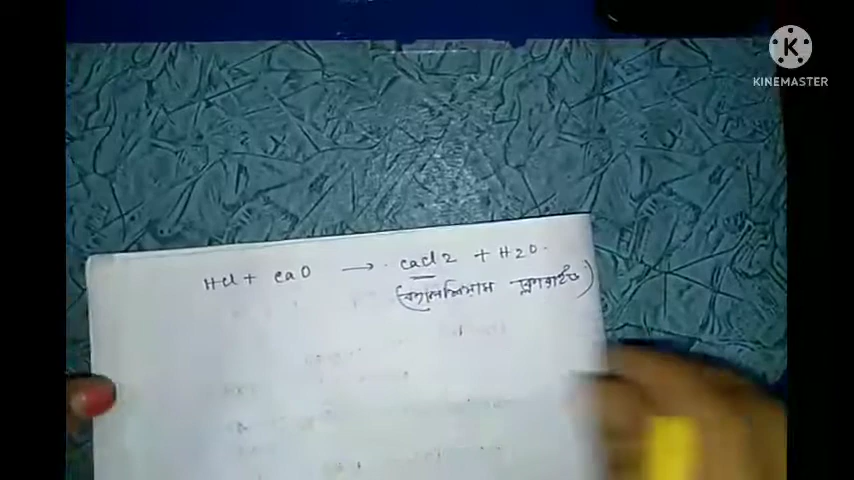 HCl + CaO → CaCl2 + H2O.
(ক্যালসিয়াম ক্লোরাইড)
KINEMASTER